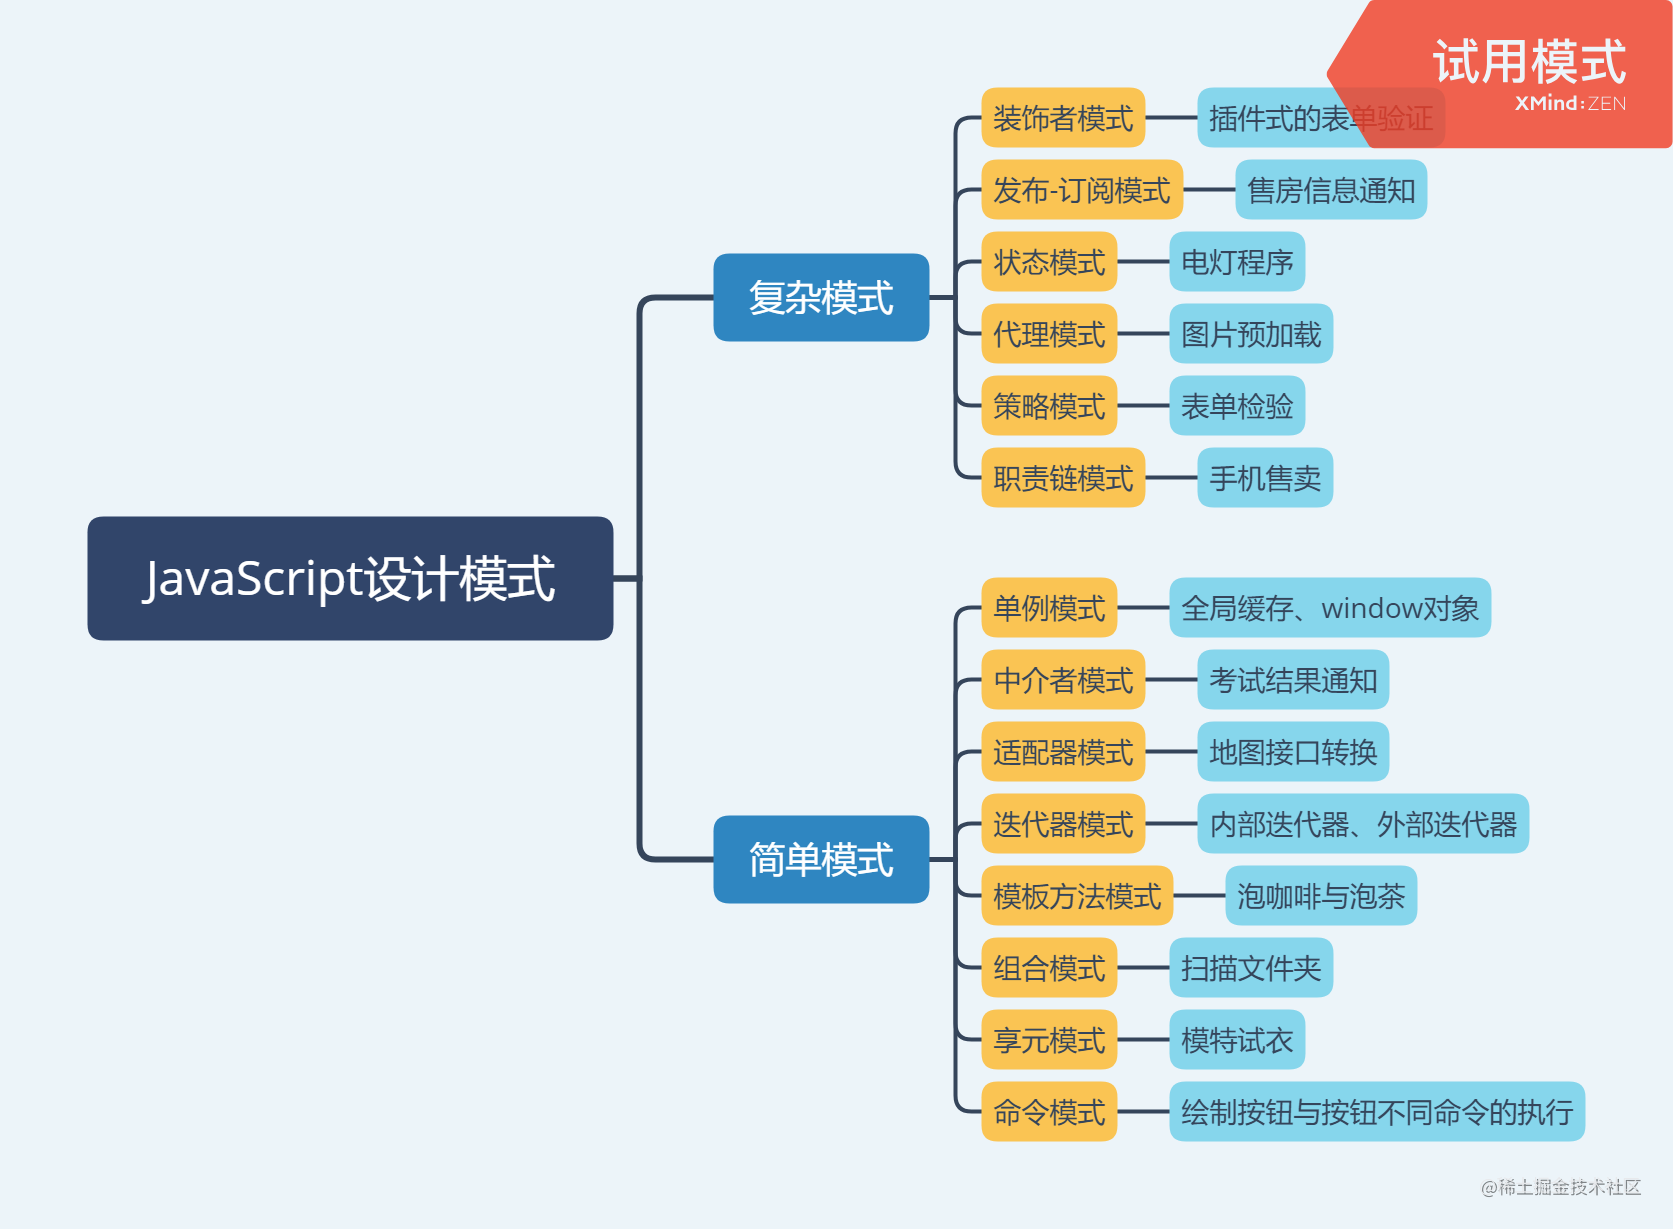 试用模式
XMind:ZEN
JavaScript设计模式
复杂模式
装饰者模式
插件式的表单验证
发布-订阅模式
售房信息通知
状态模式
电灯程序
代理模式
图片预加载
策略模式
表单检验
职责链模式
手机售卖
简单模式
单例模式
全局缓存、window对象
中介者模式
考试结果通知
适配器模式
地图接口转换
迭代器模式
内部迭代器、外部迭代器
模板方法模式
泡咖啡与泡茶
组合模式
扫描文件夹
享元模式
模特试衣
命令模式
绘制按钮与按钮不同命令的执行
@稀土掘金技术社区